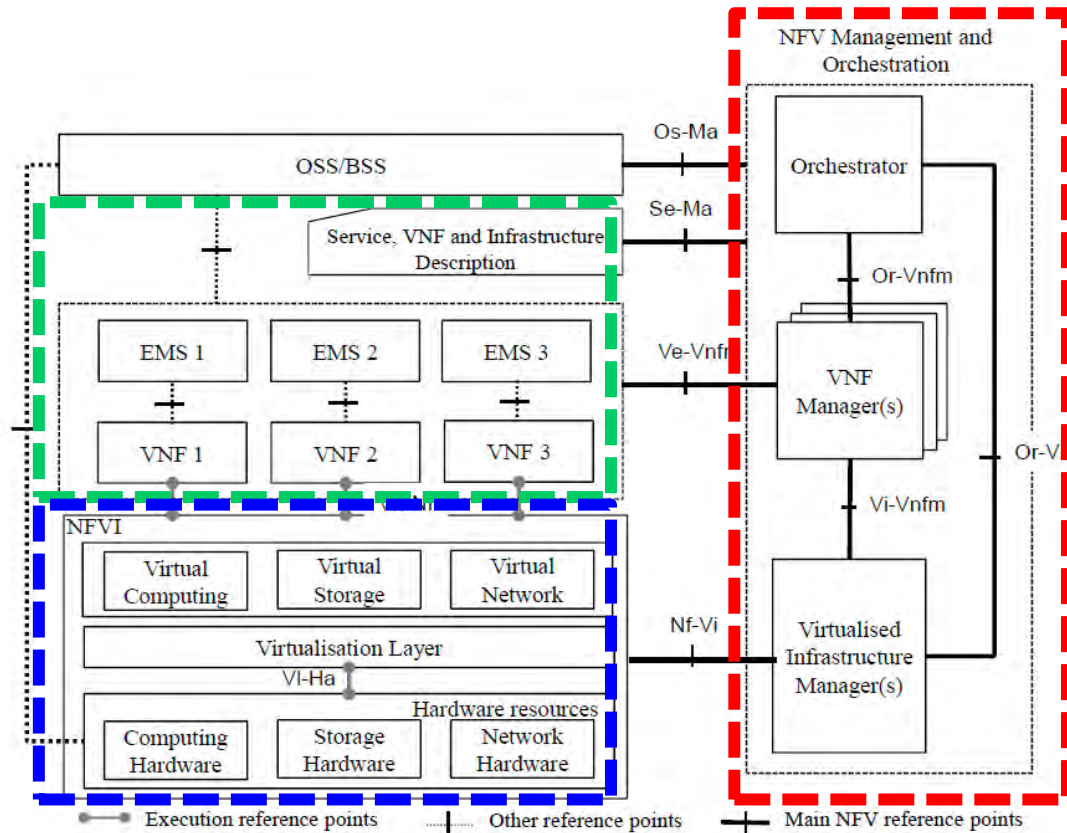 NFV Management and
Orchestration
Os-Ma
OSS/BSS
Orchestrator
Se-Ma
Service, VNF and Infrastructure
Description
Or-Vnfm
EMS 1
EMS 2
EMS 3
Ve-Vnfm
VNF
Manager(s)
VNF 1
VNF 2
VNF 3
Or-V
Vi-Vnfm
NFVI
Virtual
Computing
Virtual
Storage
Virtual
Network
Nf-Vi
Virtualised
Infrastructure
Manager(s)
Virtualisation Layer
VI-Ha
Hardware resources
Computing
Hardware
Storage
Hardware
Network
Hardware
Execution reference points
Other reference points
Main NFV reference points